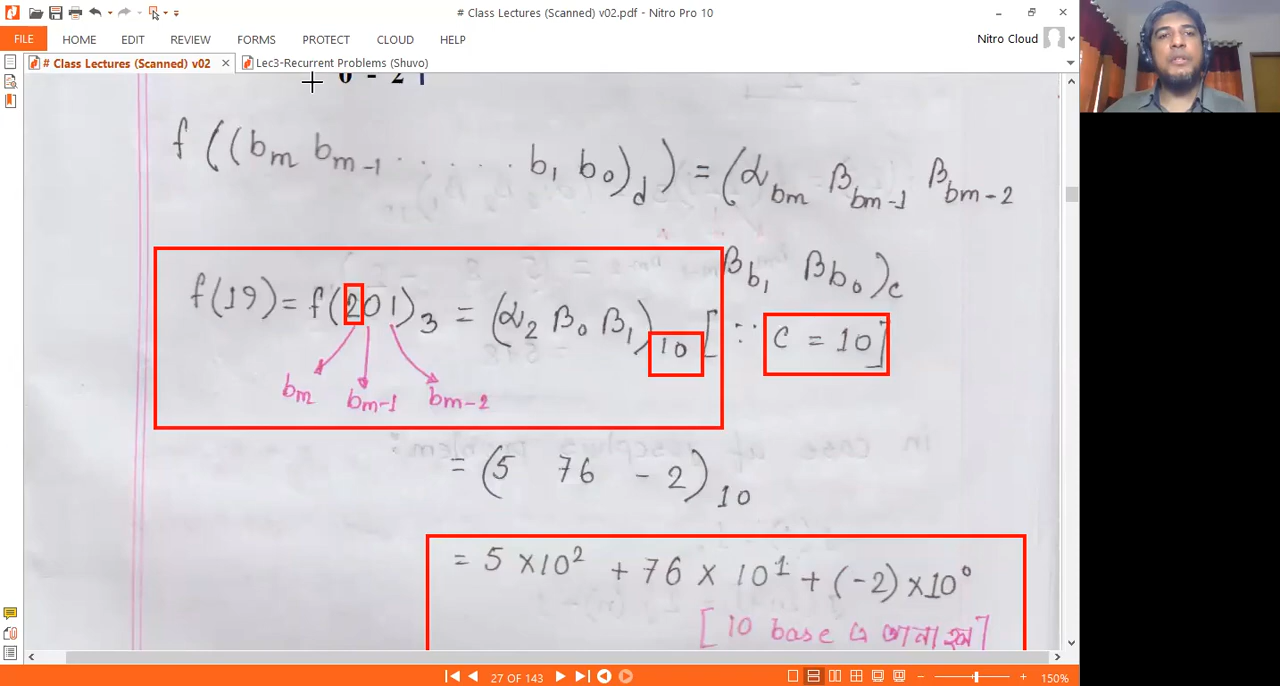 # Class Lectures (Scanned) v02.pdf - Nitro Pro 10
FILE HOME EDIT REVIEW FORMS PROTECT CLOUD HELP Nitro Cloud
# Class Lectures (Scanned) v02 x Lec3-Recurrent Problems (Shuvo)
f((bm bm-1 ...... b1 b0)d) = (αbm βbm-1 βbm-2
βb1 βb0)c
f(19) = f(201)3 = (α2 β0 β1)10 [∵ c = 10]
bm bm-1 bm-2
= (5 76 -2)10
= 5 × 10² + 76 × 10¹ + (-2) × 10⁰
[10 base এ আনা হল]
27 OF 143 150%